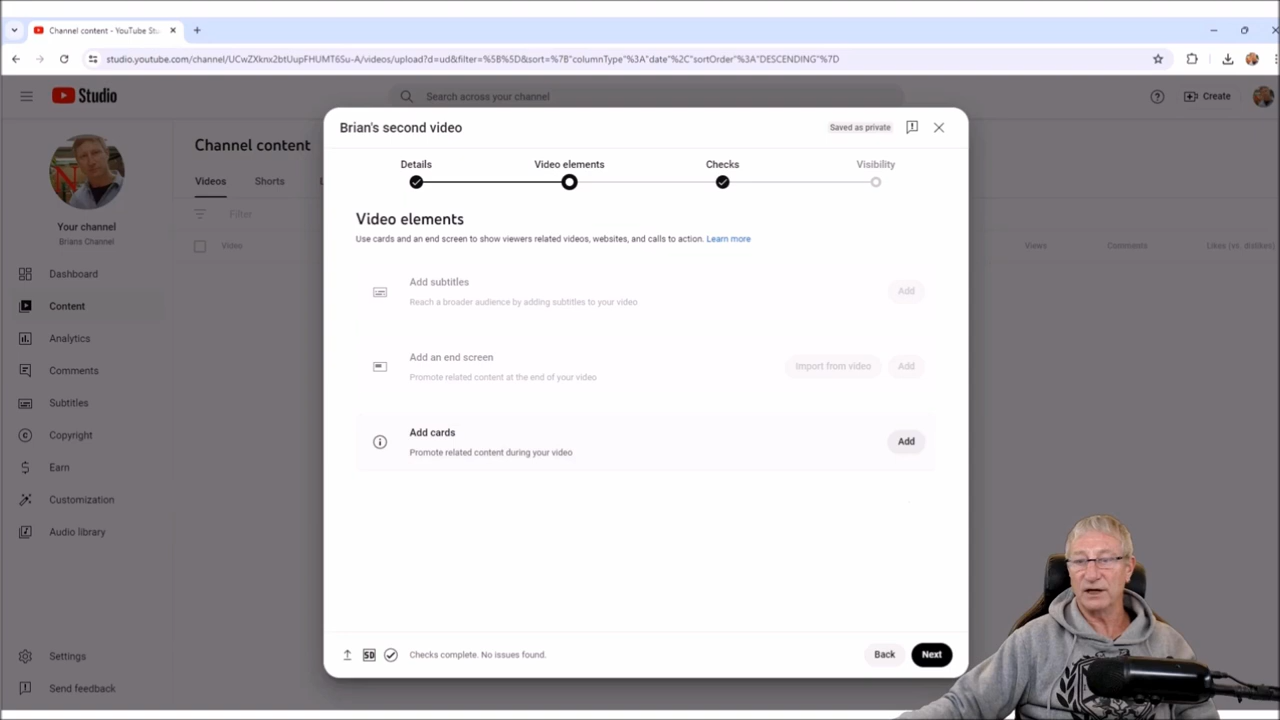 Channel content - YouTube Stu
studio.youtube.com/channel/UCwZXknx2btUupFHUMT6Su-A/videos/upload?d=ud&filter=%5B%5D&sort=%7B"columnType"%3A"date"%2C"sortOrder"%3A"DESCENDING"%7D
Studio
Search across your channel
Create
Brian's second video
Saved as private
Channel content
Details
Video elements
Checks
Visibility
Videos
Shorts
L
Filter
Video elements
Your channel
Brians Channel
Use cards and an end screen to show viewers related videos, websites, and calls to action. Learn more
Video
Views
Comments
Likes (vs. dislikes)
Dashboard
Content
Analytics
Comments
Subtitles
Copyright
Earn
Customization
Audio library
Settings
Send feedback
Add subtitles
Reach a broader audience by adding subtitles to your video
Add
Add an end screen
Promote related content at the end of your video
Import from video
Add
Add cards
Promote related content during your video
Add
SD
Checks complete. No issues found.
Back
Next